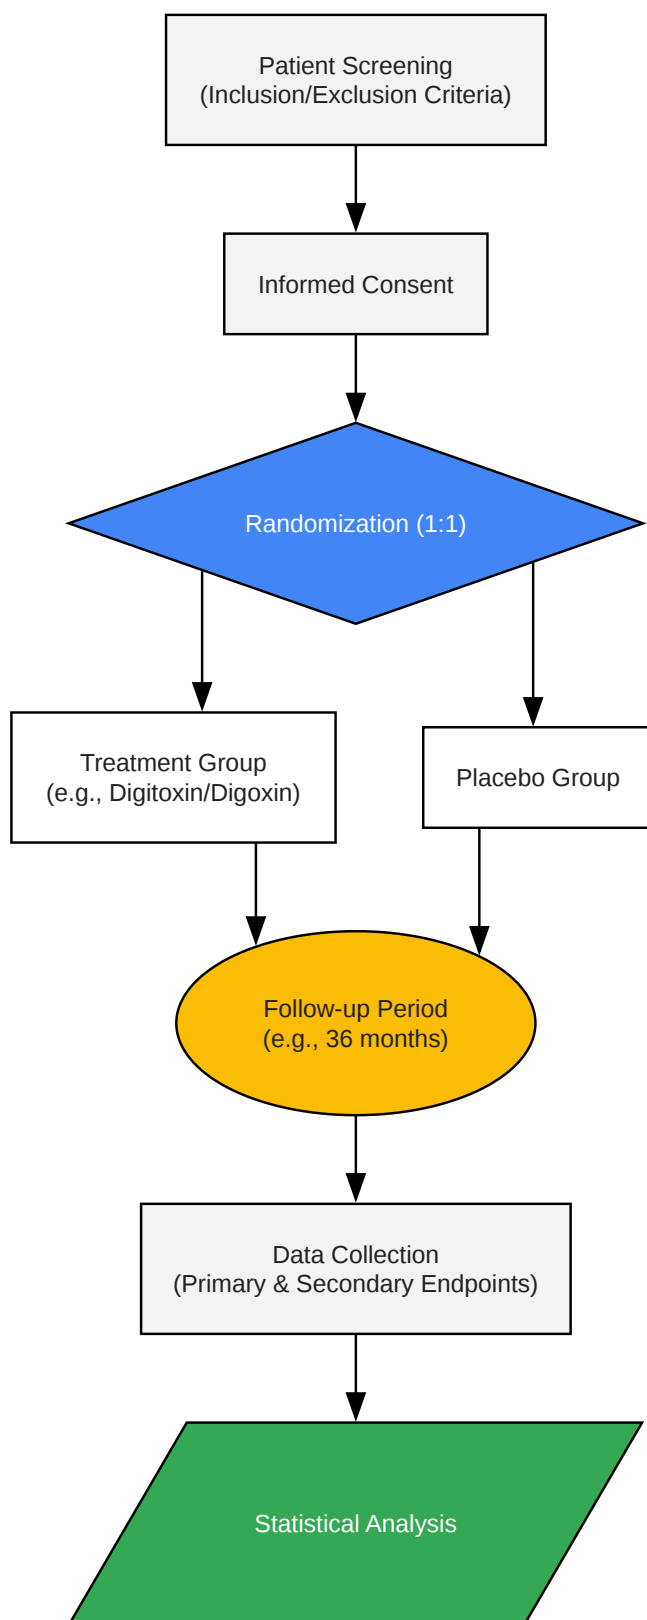 Patient Screening
(Inclusion/Exclusion Criteria)
Informed Consent
Randomization (1:1)
Treatment Group
(e.g., Digitoxin/Digoxin)
Placebo Group
Follow-up Period
(e.g., 36 months)
Data Collection
(Primary & Secondary Endpoints)
Statistical Analysis